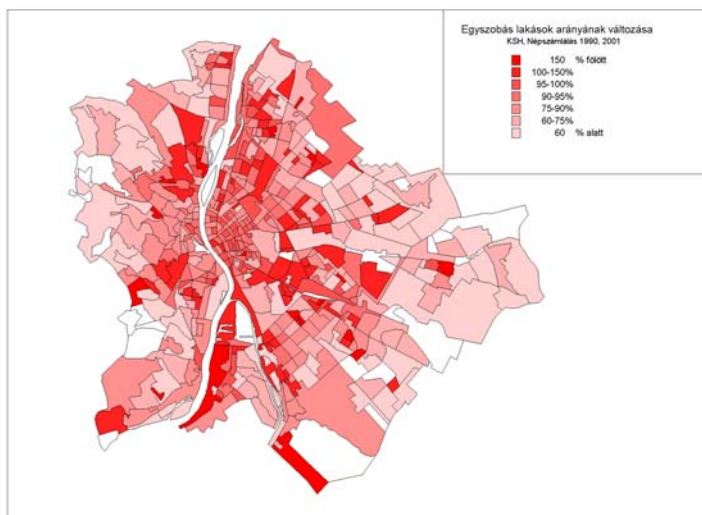 Egyszobás lakások arányának változása
KSH, Népszámlálás 1990, 2001
150 % fölött
100-150%
95-100%
90-95%
75-90%
60-75%
60 % alatt